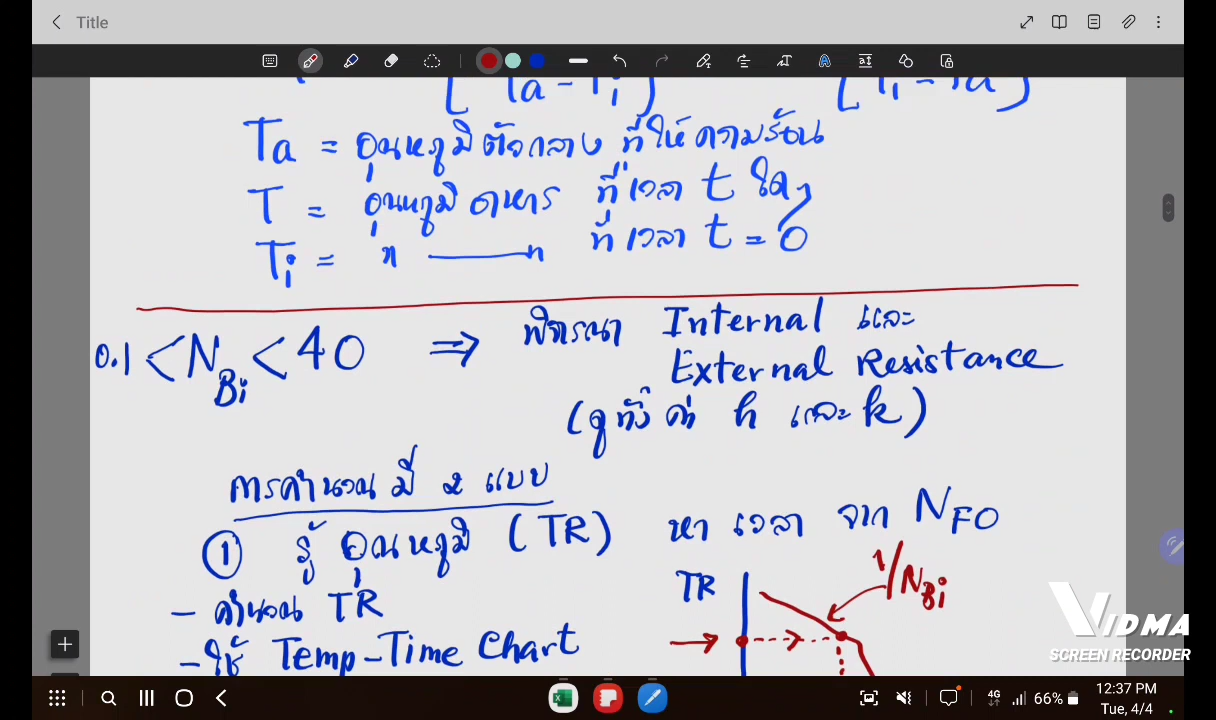 Title
[ Ta - Ti ] [ Ti - Ta ]
Ta = อุณหภูมิตัวกลาง ที่ให้ความร้อน
T = อุณหภูมิอาหาร ที่เวลา t ใดๆ
Ti = " ——— " ที่เวลา t = 0
0.1 < NBi < 40 ⇒ พิจารณา Internal และ
External Resistance
(ดูทั้ง ค่า h และ k)
การคำนวณ มี 2 แบบ
① รู้ อุณหภูมิ (TR) หา เวลา จาก NFO
TR 1/NBi
- คำนวณ TR
- ใช้ Temp-Time Chart
VIDMA
SCREEN RECORDER
4G 66% 12:37 PM
Tue, 4/4